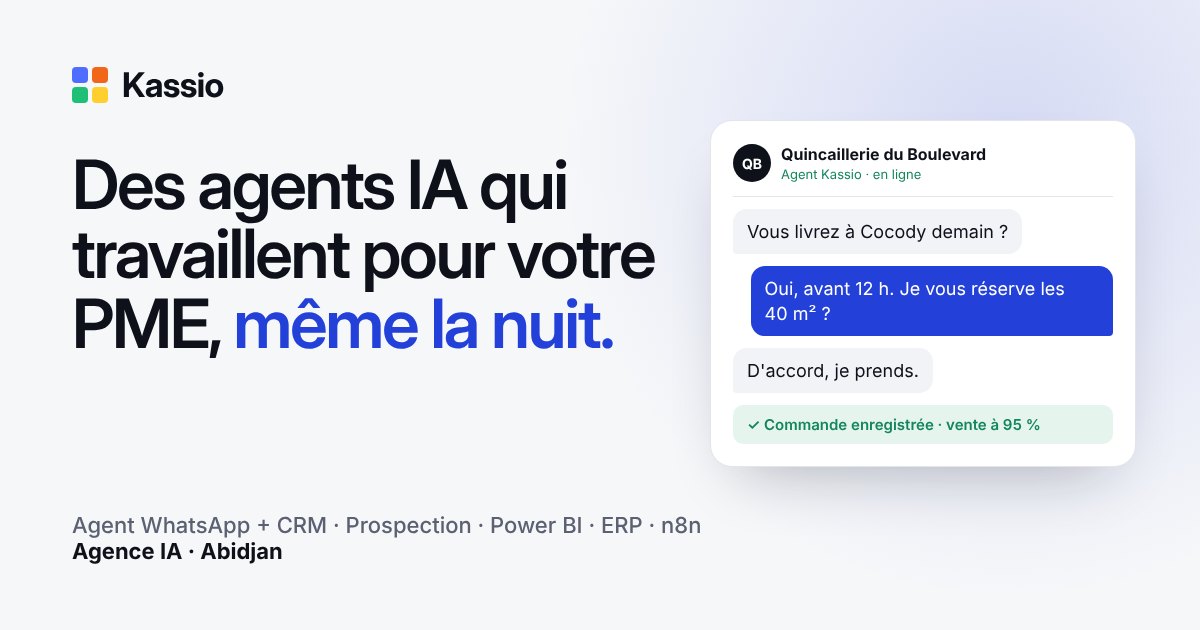 Kassio
Des agents IA qui
travaillent pour votre
PME, même la nuit.
Agent WhatsApp + CRM · Prospection · Power BI · ERP · n8n
Agence IA · Abidjan
QB
Quincaillerie du Boulevard
Agent Kassio · en ligne
Vous livrez à Cocody demain ?
Oui, avant 12 h. Je vous réserve les
40 m² ?
D'accord, je prends.
✓ Commande enregistrée · vente à 95 %